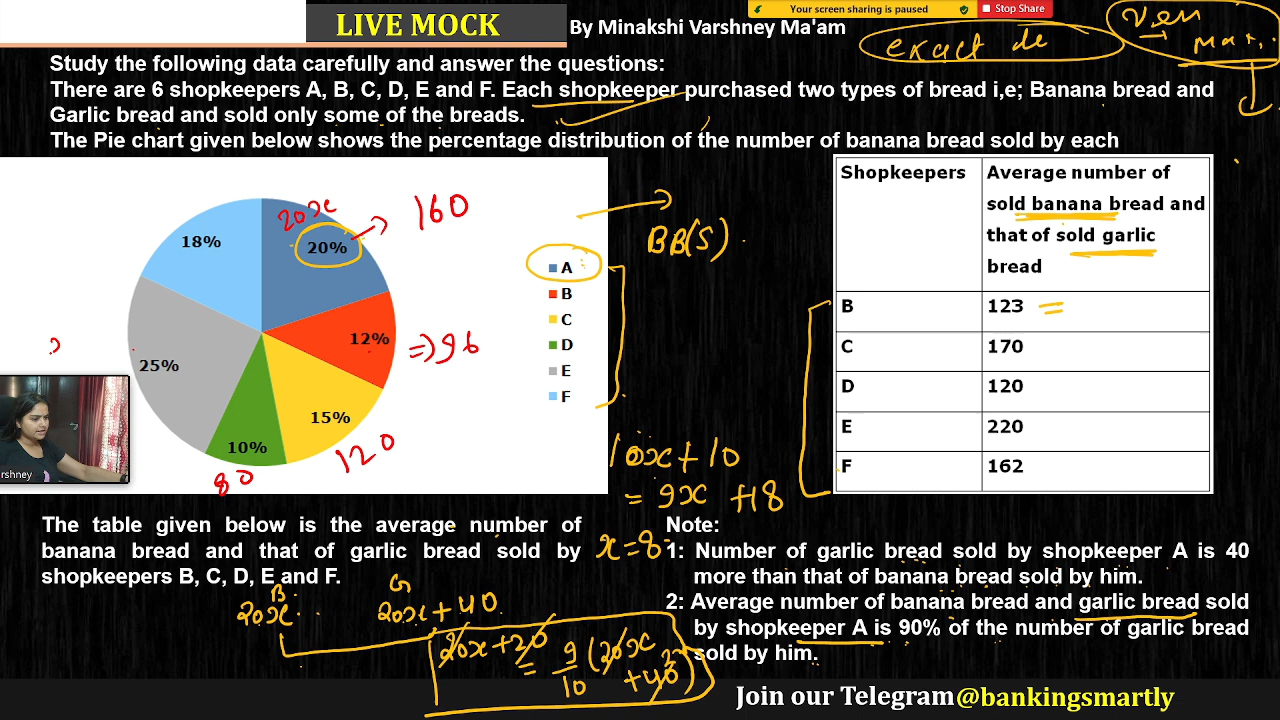 Your screen sharing is paused
Stop Share
LIVE MOCK
By Minakshi Varshney Ma'am
exact de
Ven
Study the following data carefully and answer the questions:
There are 6 shopkeepers A, B, C, D, E and F. Each shopkeeper purchased two types of bread i,e; Banana bread and
Garlic bread and sold only some of the breads.
The Pie chart given below shows the percentage distribution of the number of banana bread sold by each
20x
160
20%
18%
12%
=> 96
25%
15%
120
10%
80
A
B
C
D
E
F
BB(S)
Shopkeepers
Average number of
sold banana bread and
that of sold garlic
bread
B 123 =
C 170
D 120
E 220
F 162
10x + 10
= 9x + 18
x = 8
rshney
The table given below is the average number of
banana bread and that of garlic bread sold by
shopkeepers B, C, D, E and F.
B G
20x 20x + 40
20x + 20
= 9/10 (20x
+ 40)
Note:
1: Number of garlic bread sold by shopkeeper A is 40
more than that of banana bread sold by him.
2: Average number of banana bread and garlic bread sold
by shopkeeper A is 90% of the number of garlic bread
sold by him.
Join our Telegram@bankingsmartly